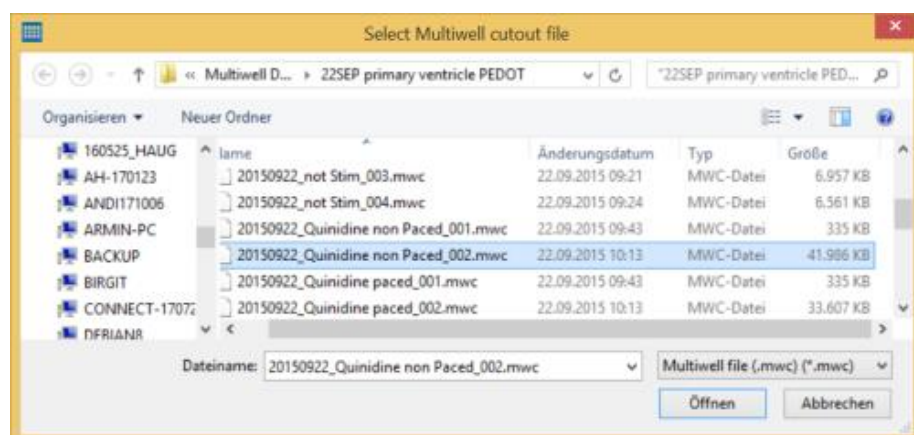 Select Multiwell cutout file
« Multiwell D... 22SEP primary ventricle PEDOT "22SEP primary ventricle PED...
Organisieren Neuer Ordner
lame Änderungsdatum Typ Größe
160525_HAUG
AH-170123
ANDI171006
ARMIN-PC
BACKUP
BIRGIT
CONNECT-1707
DEBIAN8
20150922_not Stim_003.mwc 22.09.2015 09:21 MWC-Datei 6.957 KB
20150922_not Stim_004.mwc 22.09.2015 09:24 MWC-Datei 6.561 KB
20150922_Quinidine non Paced_001.mwc 22.09.2015 09:43 MWC-Datei 335 KB
20150922_Quinidine non Paced_002.mwc 22.09.2015 10:13 MWC-Datei 41.986 KB
20150922_Quinidine paced_001.mwc 22.09.2015 09:43 MWC-Datei 335 KB
20150922_Quinidine paced_002.mwc 22.09.2015 10:13 MWC-Datei 33.607 KB
Dateiname: 20150922_Quinidine non Paced_002.mwc Multiwell file (.mwc) (*.mwc)
Öffnen Abbrechen